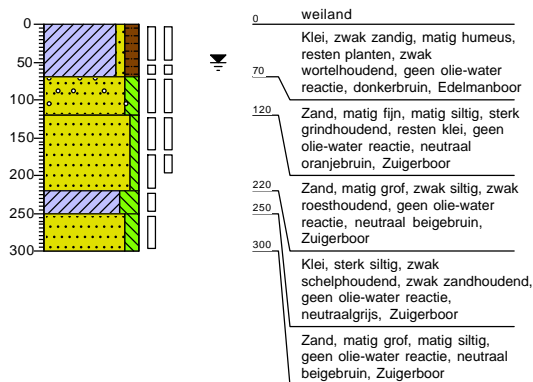 0
50
100
150
200
250
300
0 weiland
Klei, zwak zandig, matig humeus,
resten planten, zwak
wortelhoudend, geen olie-water
reactie, donkerbruin, Edelmanboor
70
120
Zand, matig fijn, matig siltig, sterk
grindhoudend, resten klei, geen
olie-water reactie, neutraal
oranjebruin, Zuigerboor
220
Zand, matig grof, zwak siltig, zwak
roesthoudend, geen olie-water
reactie, neutraal beigebruin,
Zuigerboor
250
300
Klei, sterk siltig, zwak
schelphoudend, zwak zandhoudend,
geen olie-water reactie,
neutraalgrijs, Zuigerboor
Zand, matig grof, matig siltig,
geen olie-water reactie, neutraal
beigebruin, Zuigerboor